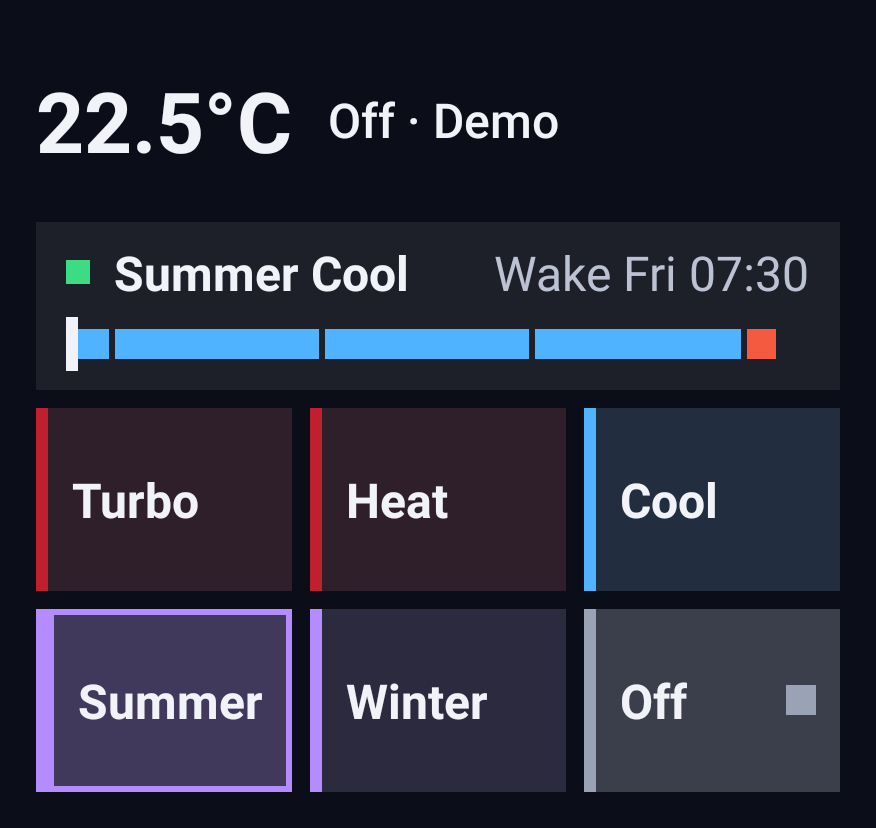 22.5°C Off · Demo
Summer Cool Wake Fri 07:30
Turbo Heat Cool
Summer Winter Off